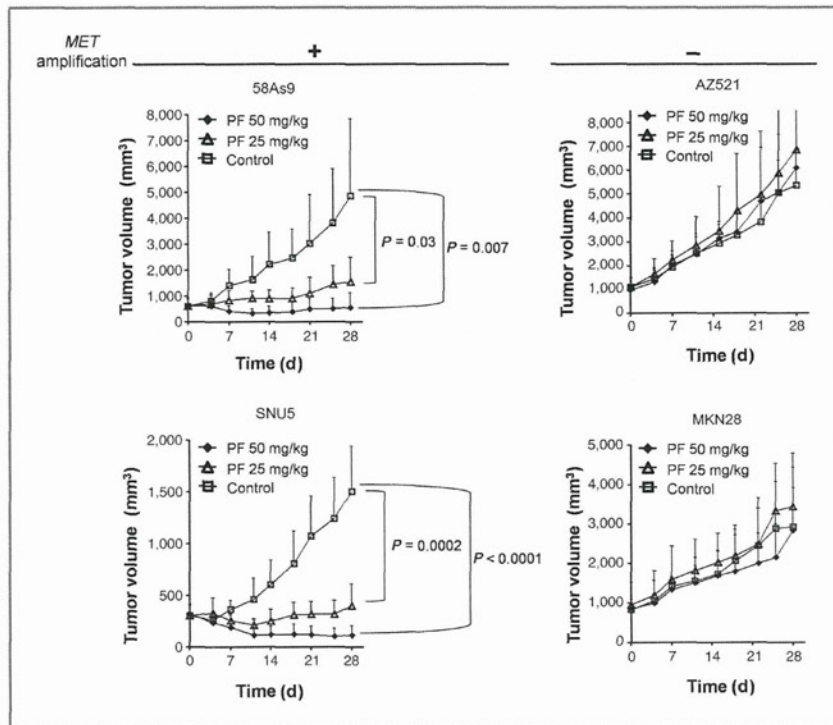 MET
amplification
+
−
58As9
Tumor volume (mm³)
8,000
7,000
6,000
5,000
4,000
3,000
2,000
1,000
0
PF 50 mg/kg
PF 25 mg/kg
Control
P = 0.03
P = 0.007
0 7 14 21 28
Time (d)
AZ521
Tumor volume (mm³)
8,000
7,000
6,000
5,000
4,000
3,000
2,000
1,000
0
PF 50 mg/kg
PF 25 mg/kg
Control
0 7 14 21 28
Time (d)
SNU5
Tumor volume (mm³)
2,000
1,500
1,000
500
0
PF 50 mg/kg
PF 25 mg/kg
Control
P = 0.0002
P < 0.0001
0 7 14 21 28
Time (d)
MKN28
Tumor volume (mm³)
5,000
4,000
3,000
2,000
1,000
0
PF 50 mg/kg
PF 25 mg/kg
Control
0 7 14 21 28
Time (d)